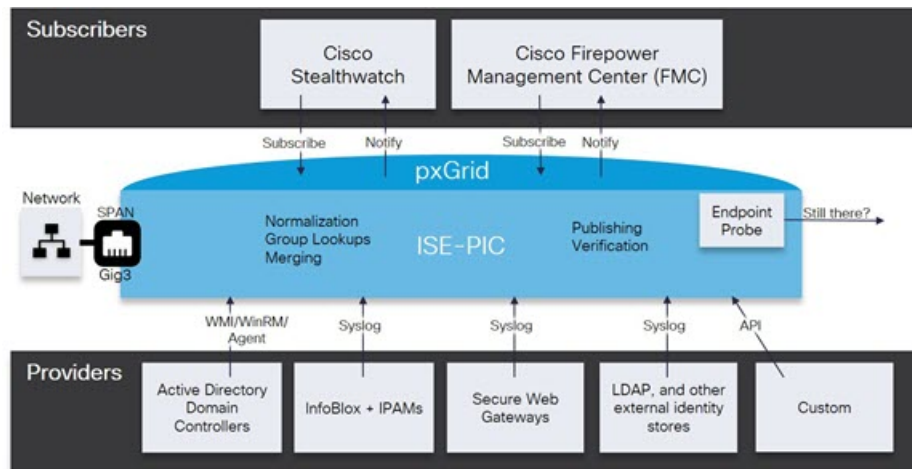 Subscribers
Cisco
Stealthwatch
Cisco Firepower
Management Center (FMC)
Subscribe
Notify
Subscribe
Notify
pxGrid
Network
SPAN
Gig3
Normalization
Group Lookups
Merging
ISE-PIC
Publishing
Verification
Endpoint
Probe
Still there?
WMI/WinRM/
Agent
Syslog
Syslog
Syslog
API
Providers
Active Directory
Domain
Controllers
InfoBlox + IPAMs
Secure Web
Gateways
LDAP, and other
external identity
stores
Custom